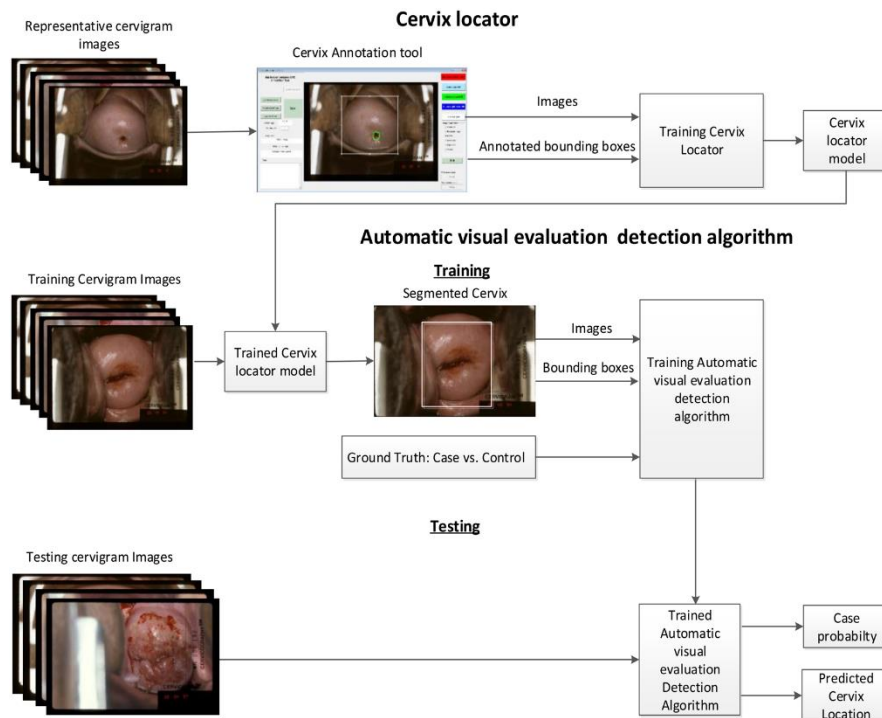 Cervix locator
Representative cervigram
images
Cervix Annotation tool
Images
Annotated bounding boxes
Training Cervix
Locator
Cervix
locator
model
Automatic visual evaluation detection algorithm
Training
Training Cervigram Images
Segmented Cervix
Trained Cervix
locator model
Images
Bounding boxes
Training Automatic
visual evaluation
detection
algorithm
Ground Truth: Case vs. Control
Testing
Testing cervigram Images
Trained
Automatic
visual
evaluation
Detection
Algorithm
Case
probabilty
Predicted
Cervix
Location